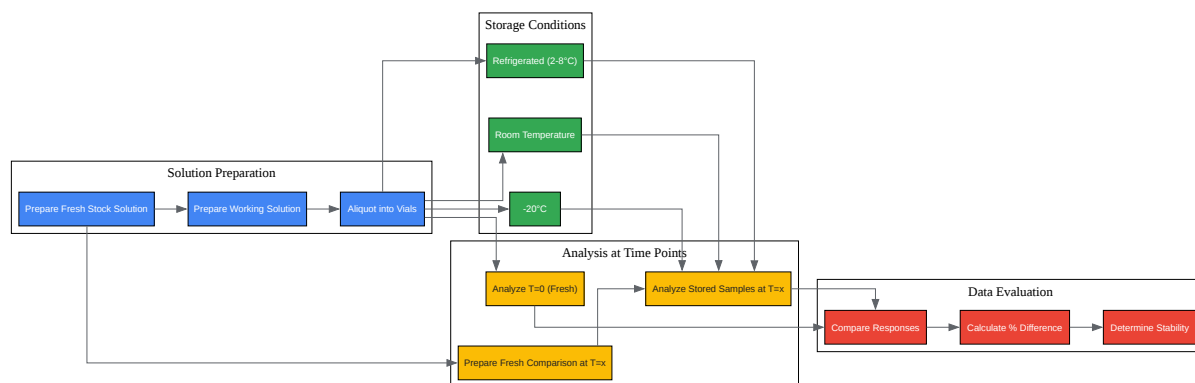 Storage Conditions
Refrigerated (2-8°C)
Room Temperature
-20°C
Solution Preparation
Prepare Fresh Stock Solution
Prepare Working Solution
Aliquot into Vials
Analysis at Time Points
Analyze T=0 (Fresh)
Analyze Stored Samples at T=x
Prepare Fresh Comparison at T=x
Data Evaluation
Compare Responses
Calculate % Difference
Determine Stability